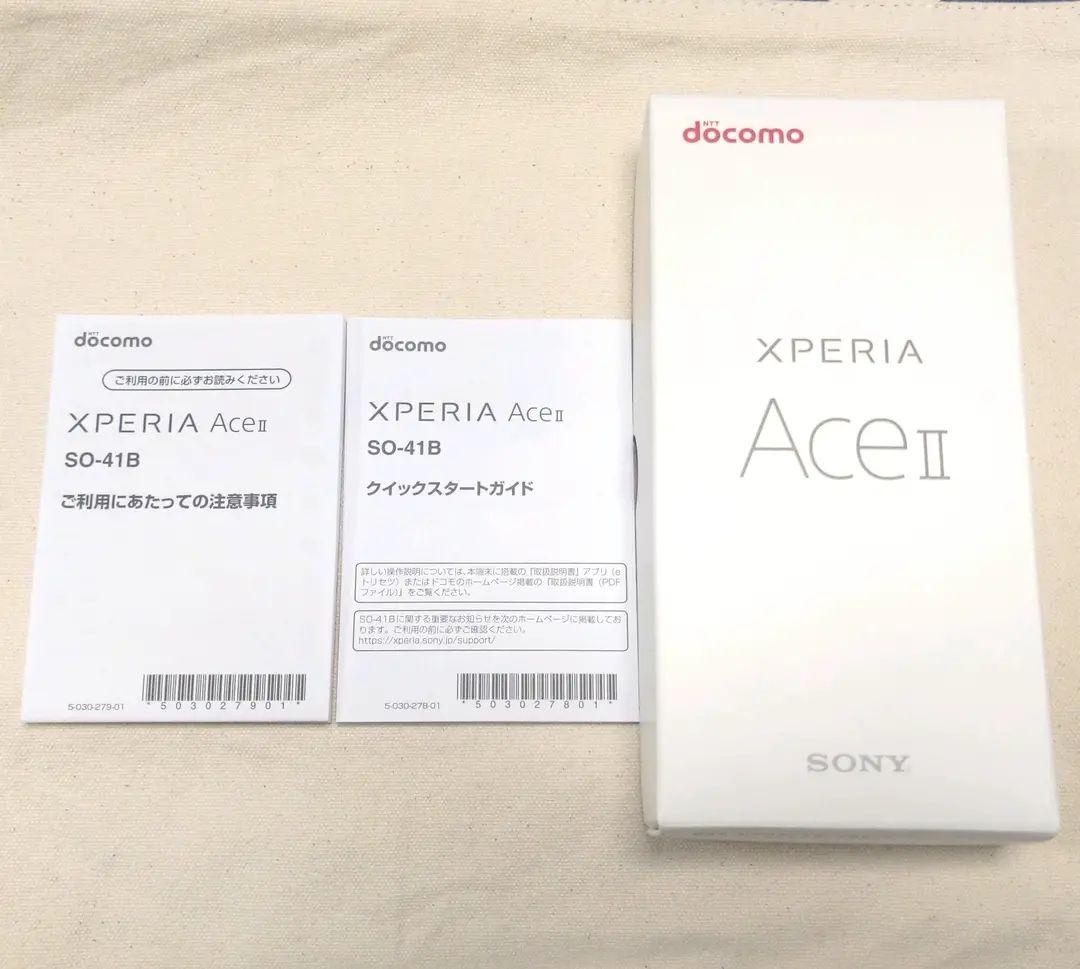 NTT
docomo
ご利用の前に必ずお読みください
XPERIA Ace II
SO-41B
ご利用にあたっての注意事項
5-030-279-01
*503027901*
NTT
docomo
XPERIA Ace II
SO-41B
クイックスタートガイド
詳しい操作説明については、本端末に搭載の「取扱説明書」アプリ（e
トリセツ）またはドコモのホームページ掲載の「取扱説明書（PDF
ファイル）」をご覧ください。
SO-41Bに関する重要なお知らせを次のホームページに掲載してお
ります。ご利用の前に必ずご確認ください。
https://xperia.sony.jp/support/
5-030-278-01
*503027801*
NTT
docomo
XPERIA
Ace II
SONY